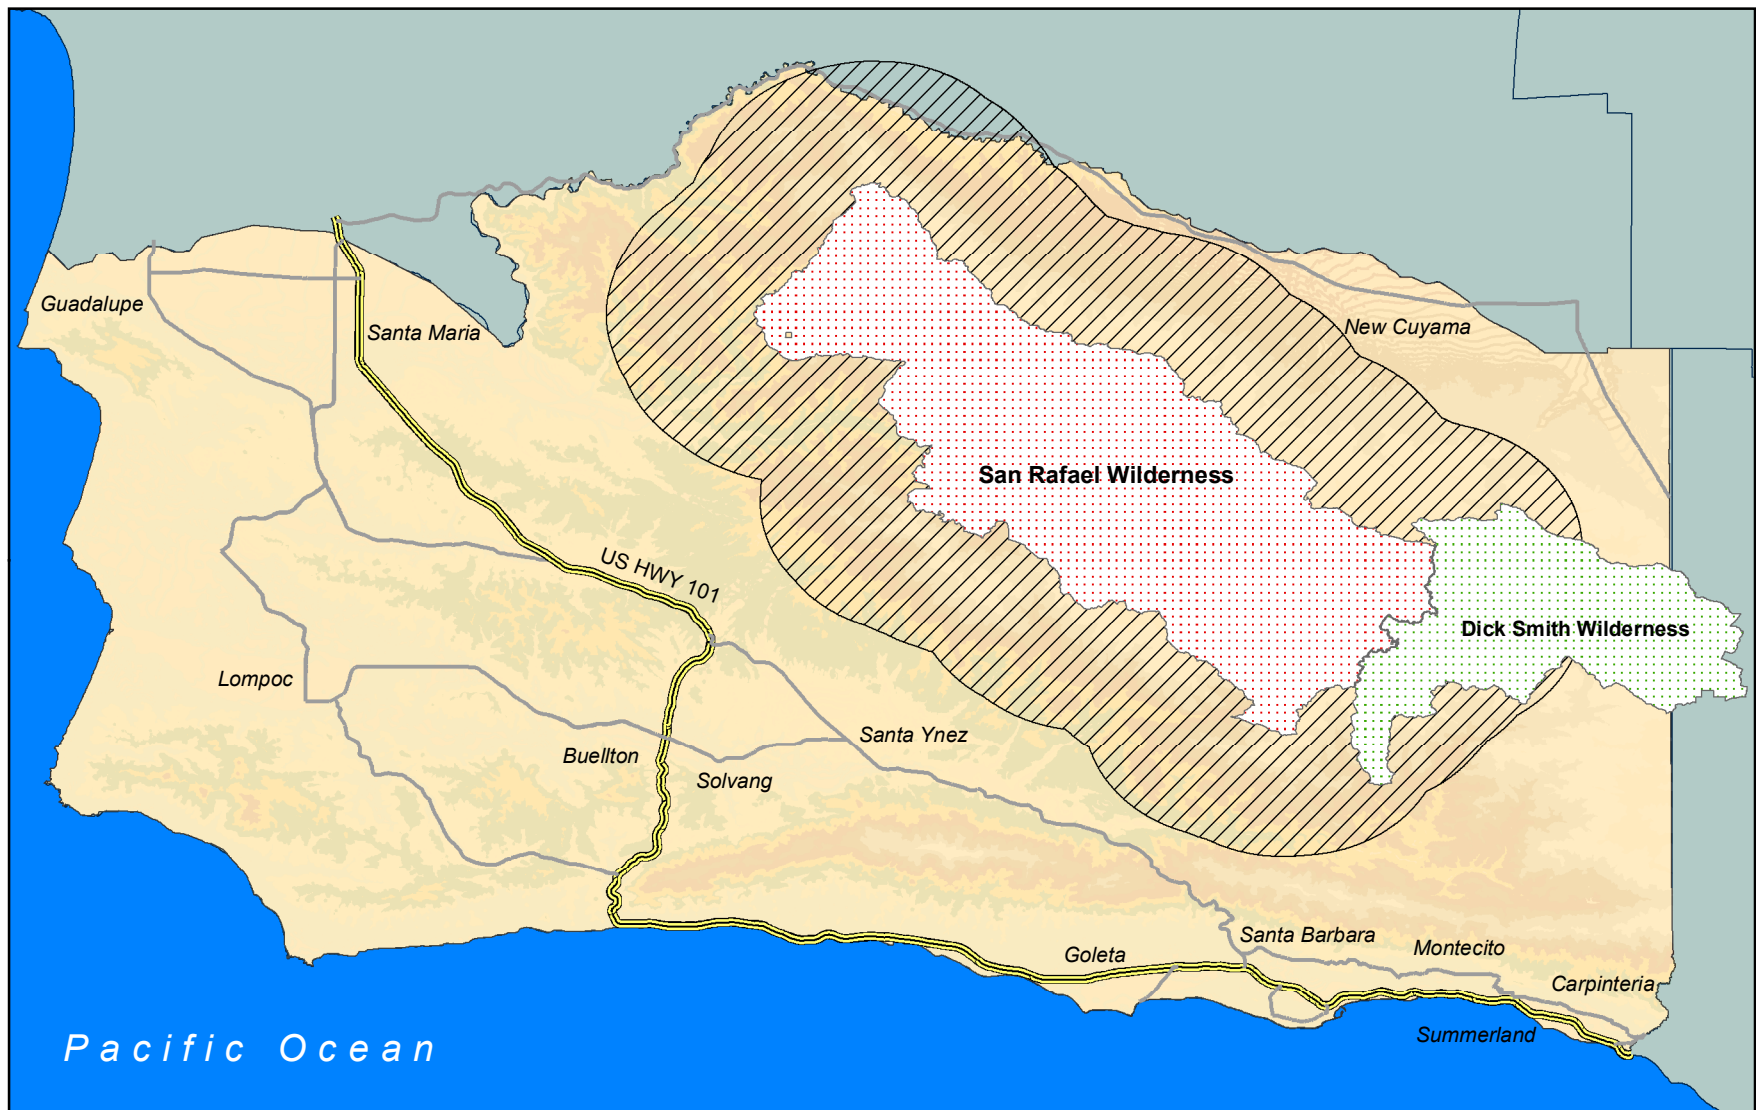 Guadalupe
Santa Maria
New Cuyama
San Rafael Wilderness
US HWY 101
Dick Smith Wilderness
Lompoc
Santa Ynez
Buellton
Solvang
Santa Barbara
Montecito
Goleta
Carpinteria
Summerland
Pacific Ocean